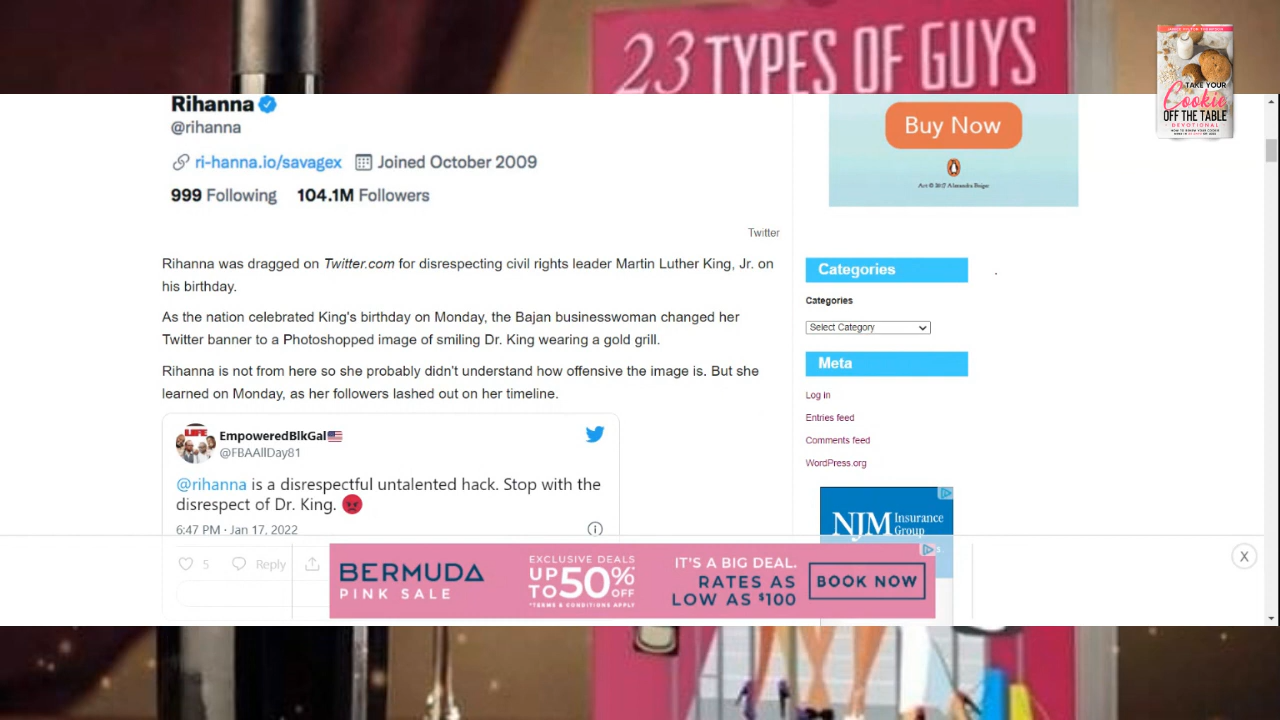 23 TYPES OF GUYS
TAKE YOUR
Cookie
OFF THE TABLE
DEVOTIONAL
Rihanna
@rihanna
ri-hanna.io/savagex Joined October 2009
999 Following 104.1M Followers
Twitter
Rihanna was dragged on Twitter.com for disrespecting civil rights leader Martin Luther King, Jr. on
his birthday.
As the nation celebrated King's birthday on Monday, the Bajan businesswoman changed her
Twitter banner to a Photoshopped image of smiling Dr. King wearing a gold grill.
Rihanna is not from here so she probably didn't understand how offensive the image is. But she
learned on Monday, as her followers lashed out on her timeline.
EmpoweredBlkGal
@FBAAllDay81
@rihanna is a disrespectful untalented hack. Stop with the
disrespect of Dr. King.
6:47 PM · Jan 17, 2022
5 Reply
Buy Now
Art © 2017 Alessandra Reiger
Categories
Categories
Select Category
Meta
Log in
Entries feed
Comments feed
WordPress.org
NJM Insurance
Group
BERMUDA
PINK SALE
EXCLUSIVE DEALS
UP TO 50% OFF
*TERMS & CONDITIONS APPLY
IT'S A BIG DEAL.
RATES AS
LOW AS $100
BOOK NOW
X